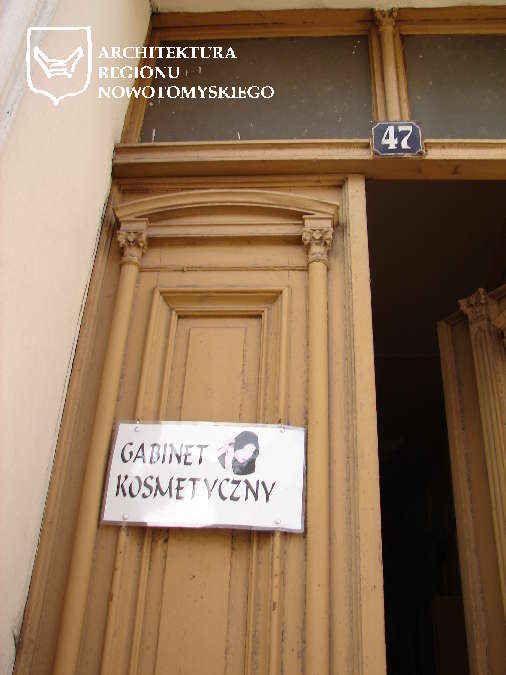 ARCHITEKTURA
REGIONU
NOWOTOMYSKIEGO
47
GABINET
KOSMETYCZNY